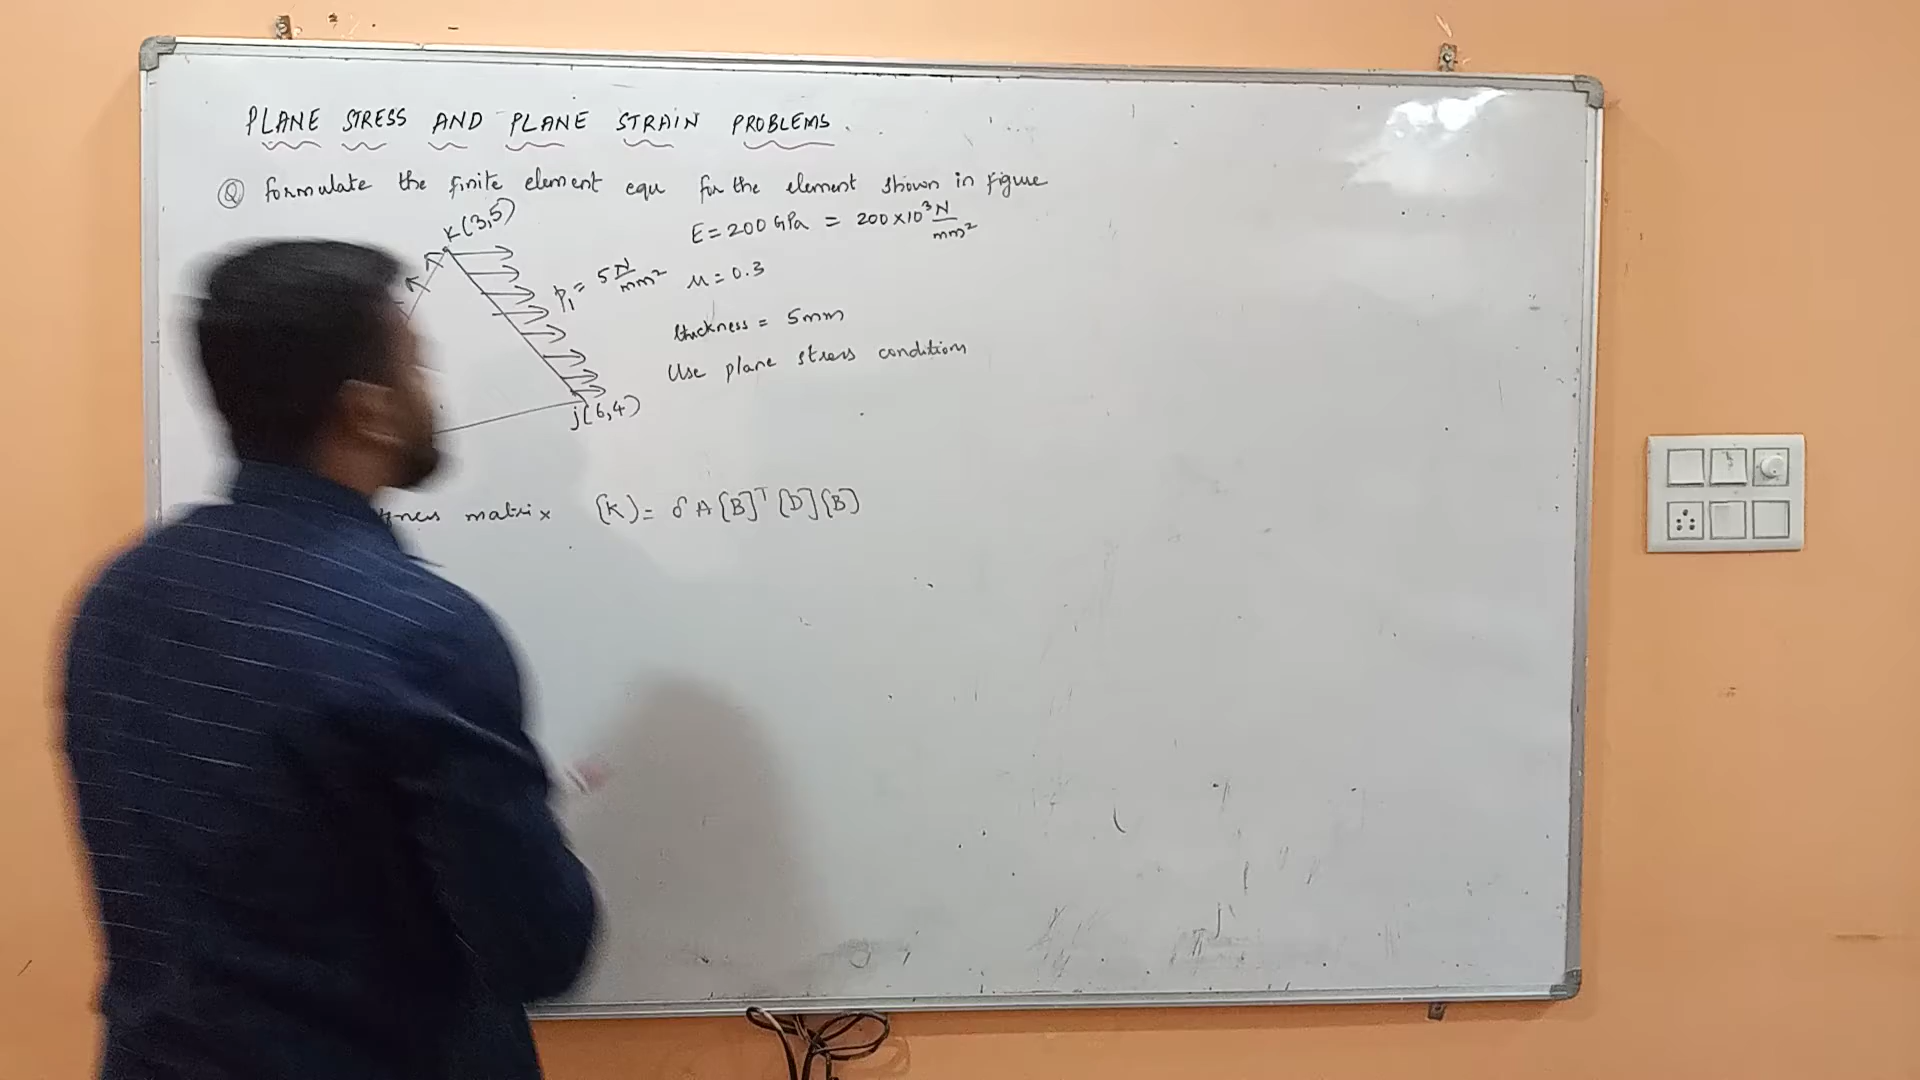 PLANE STRESS AND PLANE STRAIN PROBLEMS.
Q formulate the finite element equ for the element shown in figure
K(3,5)
E = 200 GPa = 200 x 10³ N/mm²
p₁ = 5 N/mm²
μ = 0.3
thickness = 5mm
Use plane stress condition
j(6,4)
matrix [K] = δ A [B]ᵀ [D] [B]